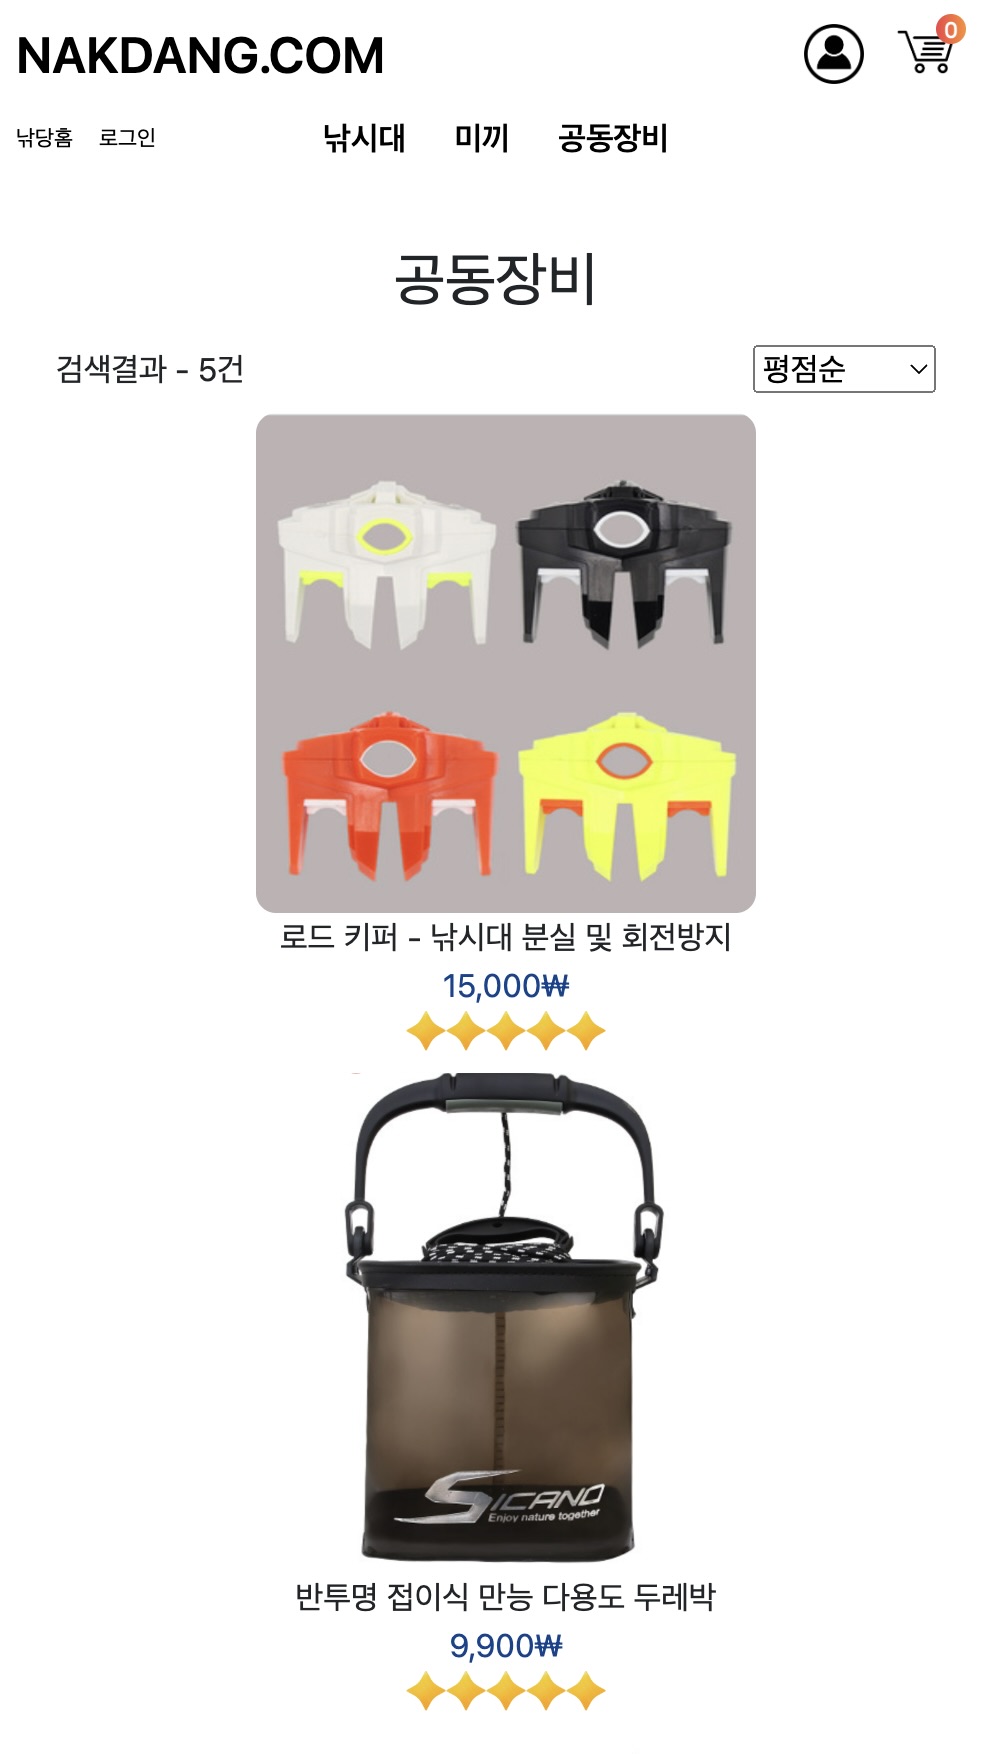 NAKDANG.COM
0
낚당홈 로그인 낚시대 미끼 공동장비
공동장비
검색결과 - 5건 평점순
로드 키퍼 - 낚시대 분실 및 회전방지
15,000₩
SICANO
Enjoy nature together
반투명 접이식 만능 다용도 두레박
9,900₩